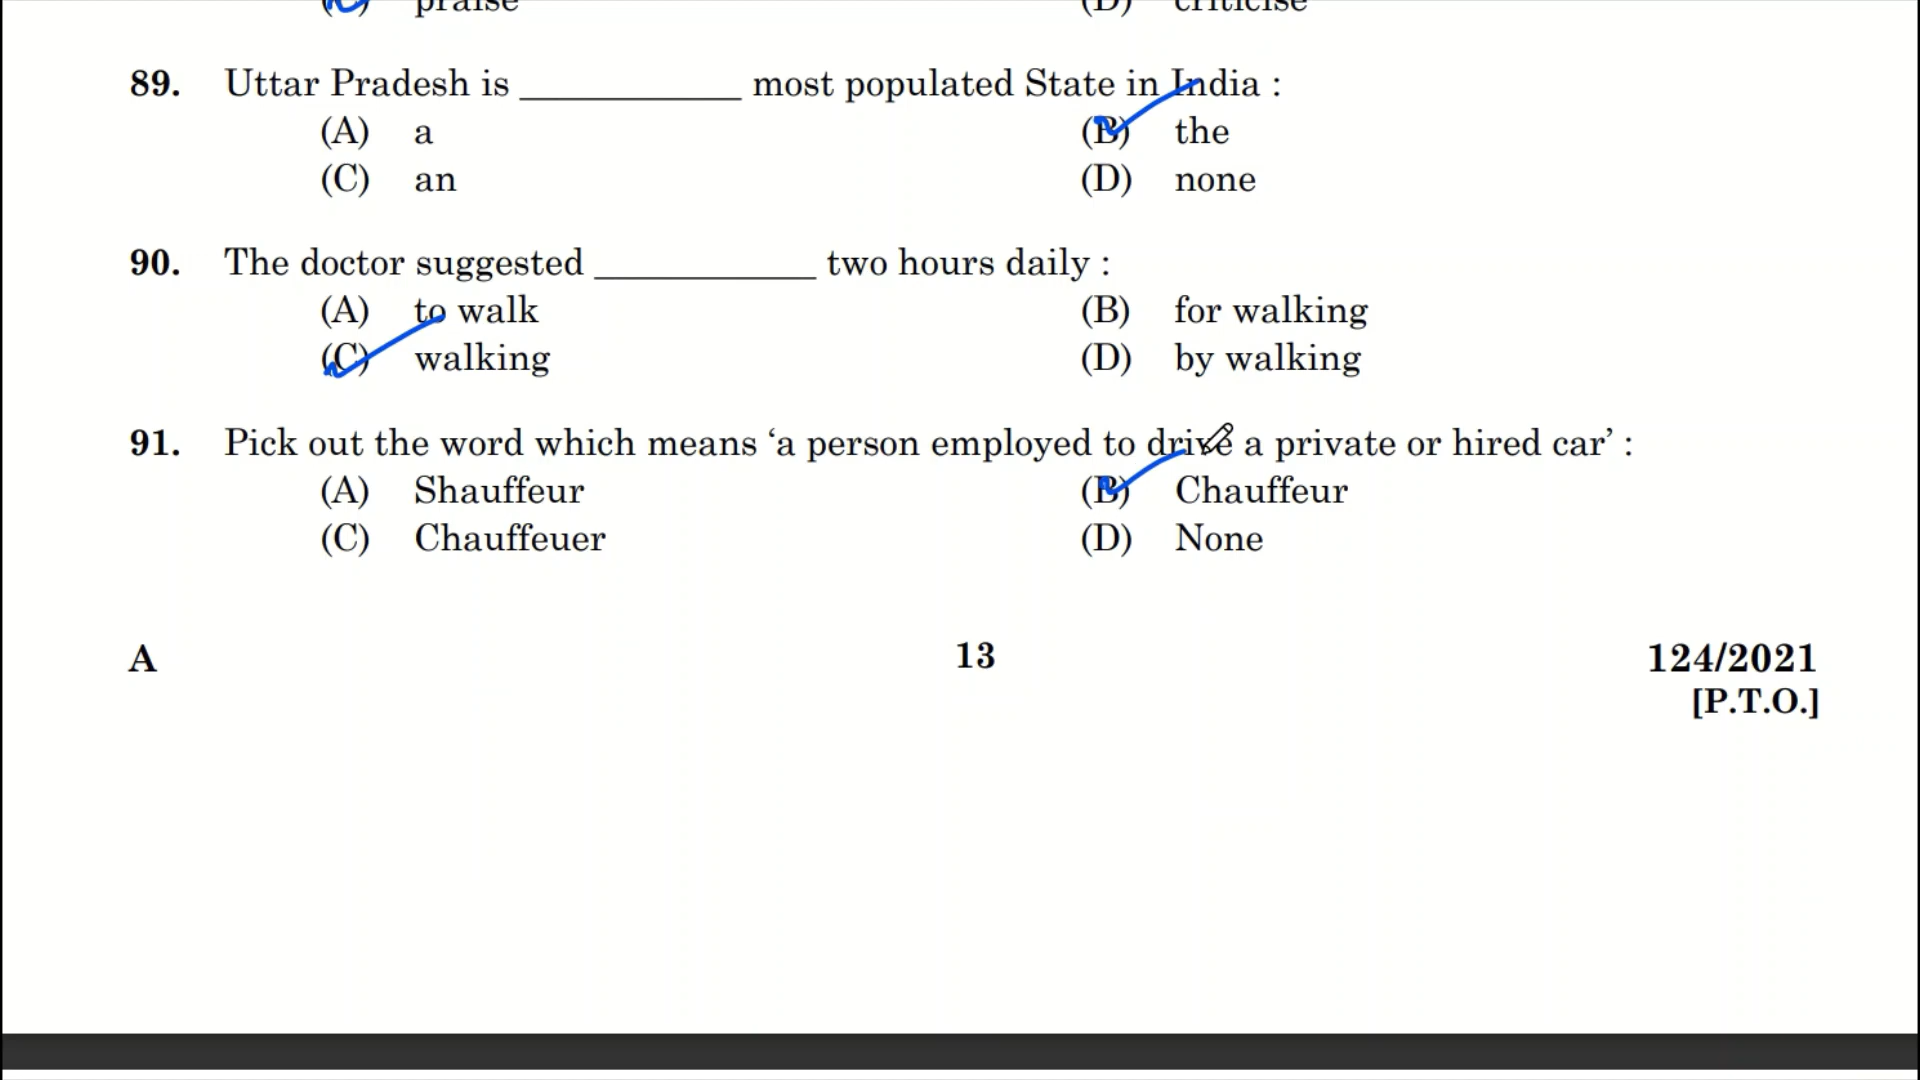 (C) praise (D) criticise
89. Uttar Pradesh is ___________ most populated State in India :
(A) a (B) the
(C) an (D) none
90. The doctor suggested ___________ two hours daily :
(A) to walk (B) for walking
(C) walking (D) by walking
91. Pick out the word which means ‘a person employed to drive a private or hired car’ :
(A) Shauffeur (B) Chauffeur
(C) Chauffeuer (D) None
A 13 124/2021
[P.T.O.]